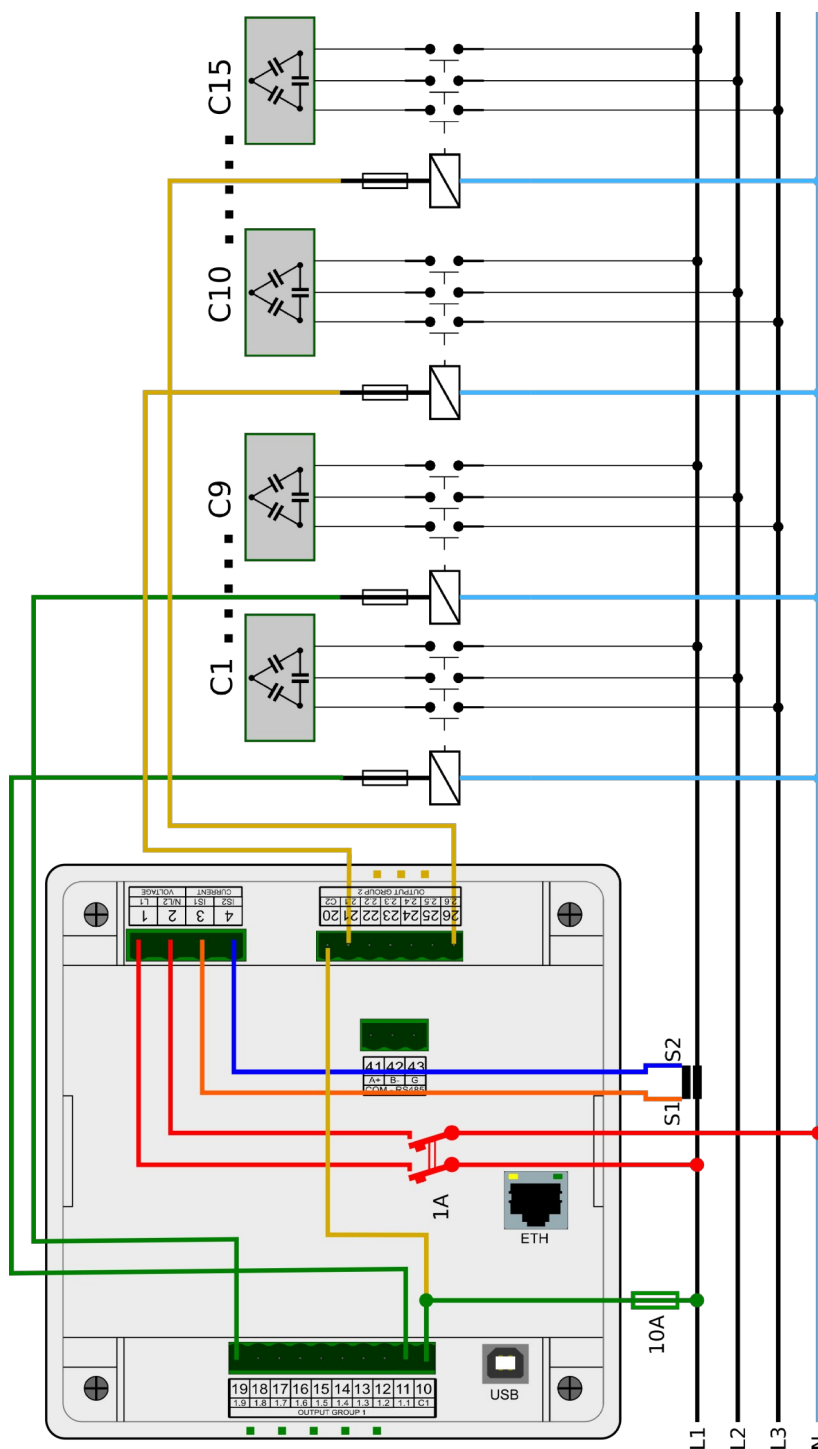 C15
C10
C9
C1
VOLTAGE CURRENT
L1 N/L2 IS1 IS2
1 2 3 4
OUTPUT GROUP 2
C2 2.1 2.2 2.3 2.4 2.5 2.6
20 21 22 23 24 25 26
41 42 43
A+ B- G
COM - RS485
S1 S2
1A
ETH
10A
USB
19 18 17 16 15 14 13 12 11 10
1.9 1.8 1.7 1.6 1.5 1.4 1.3 1.2 1.1 C1
OUTPUT GROUP 1
L1
L2
L3
N